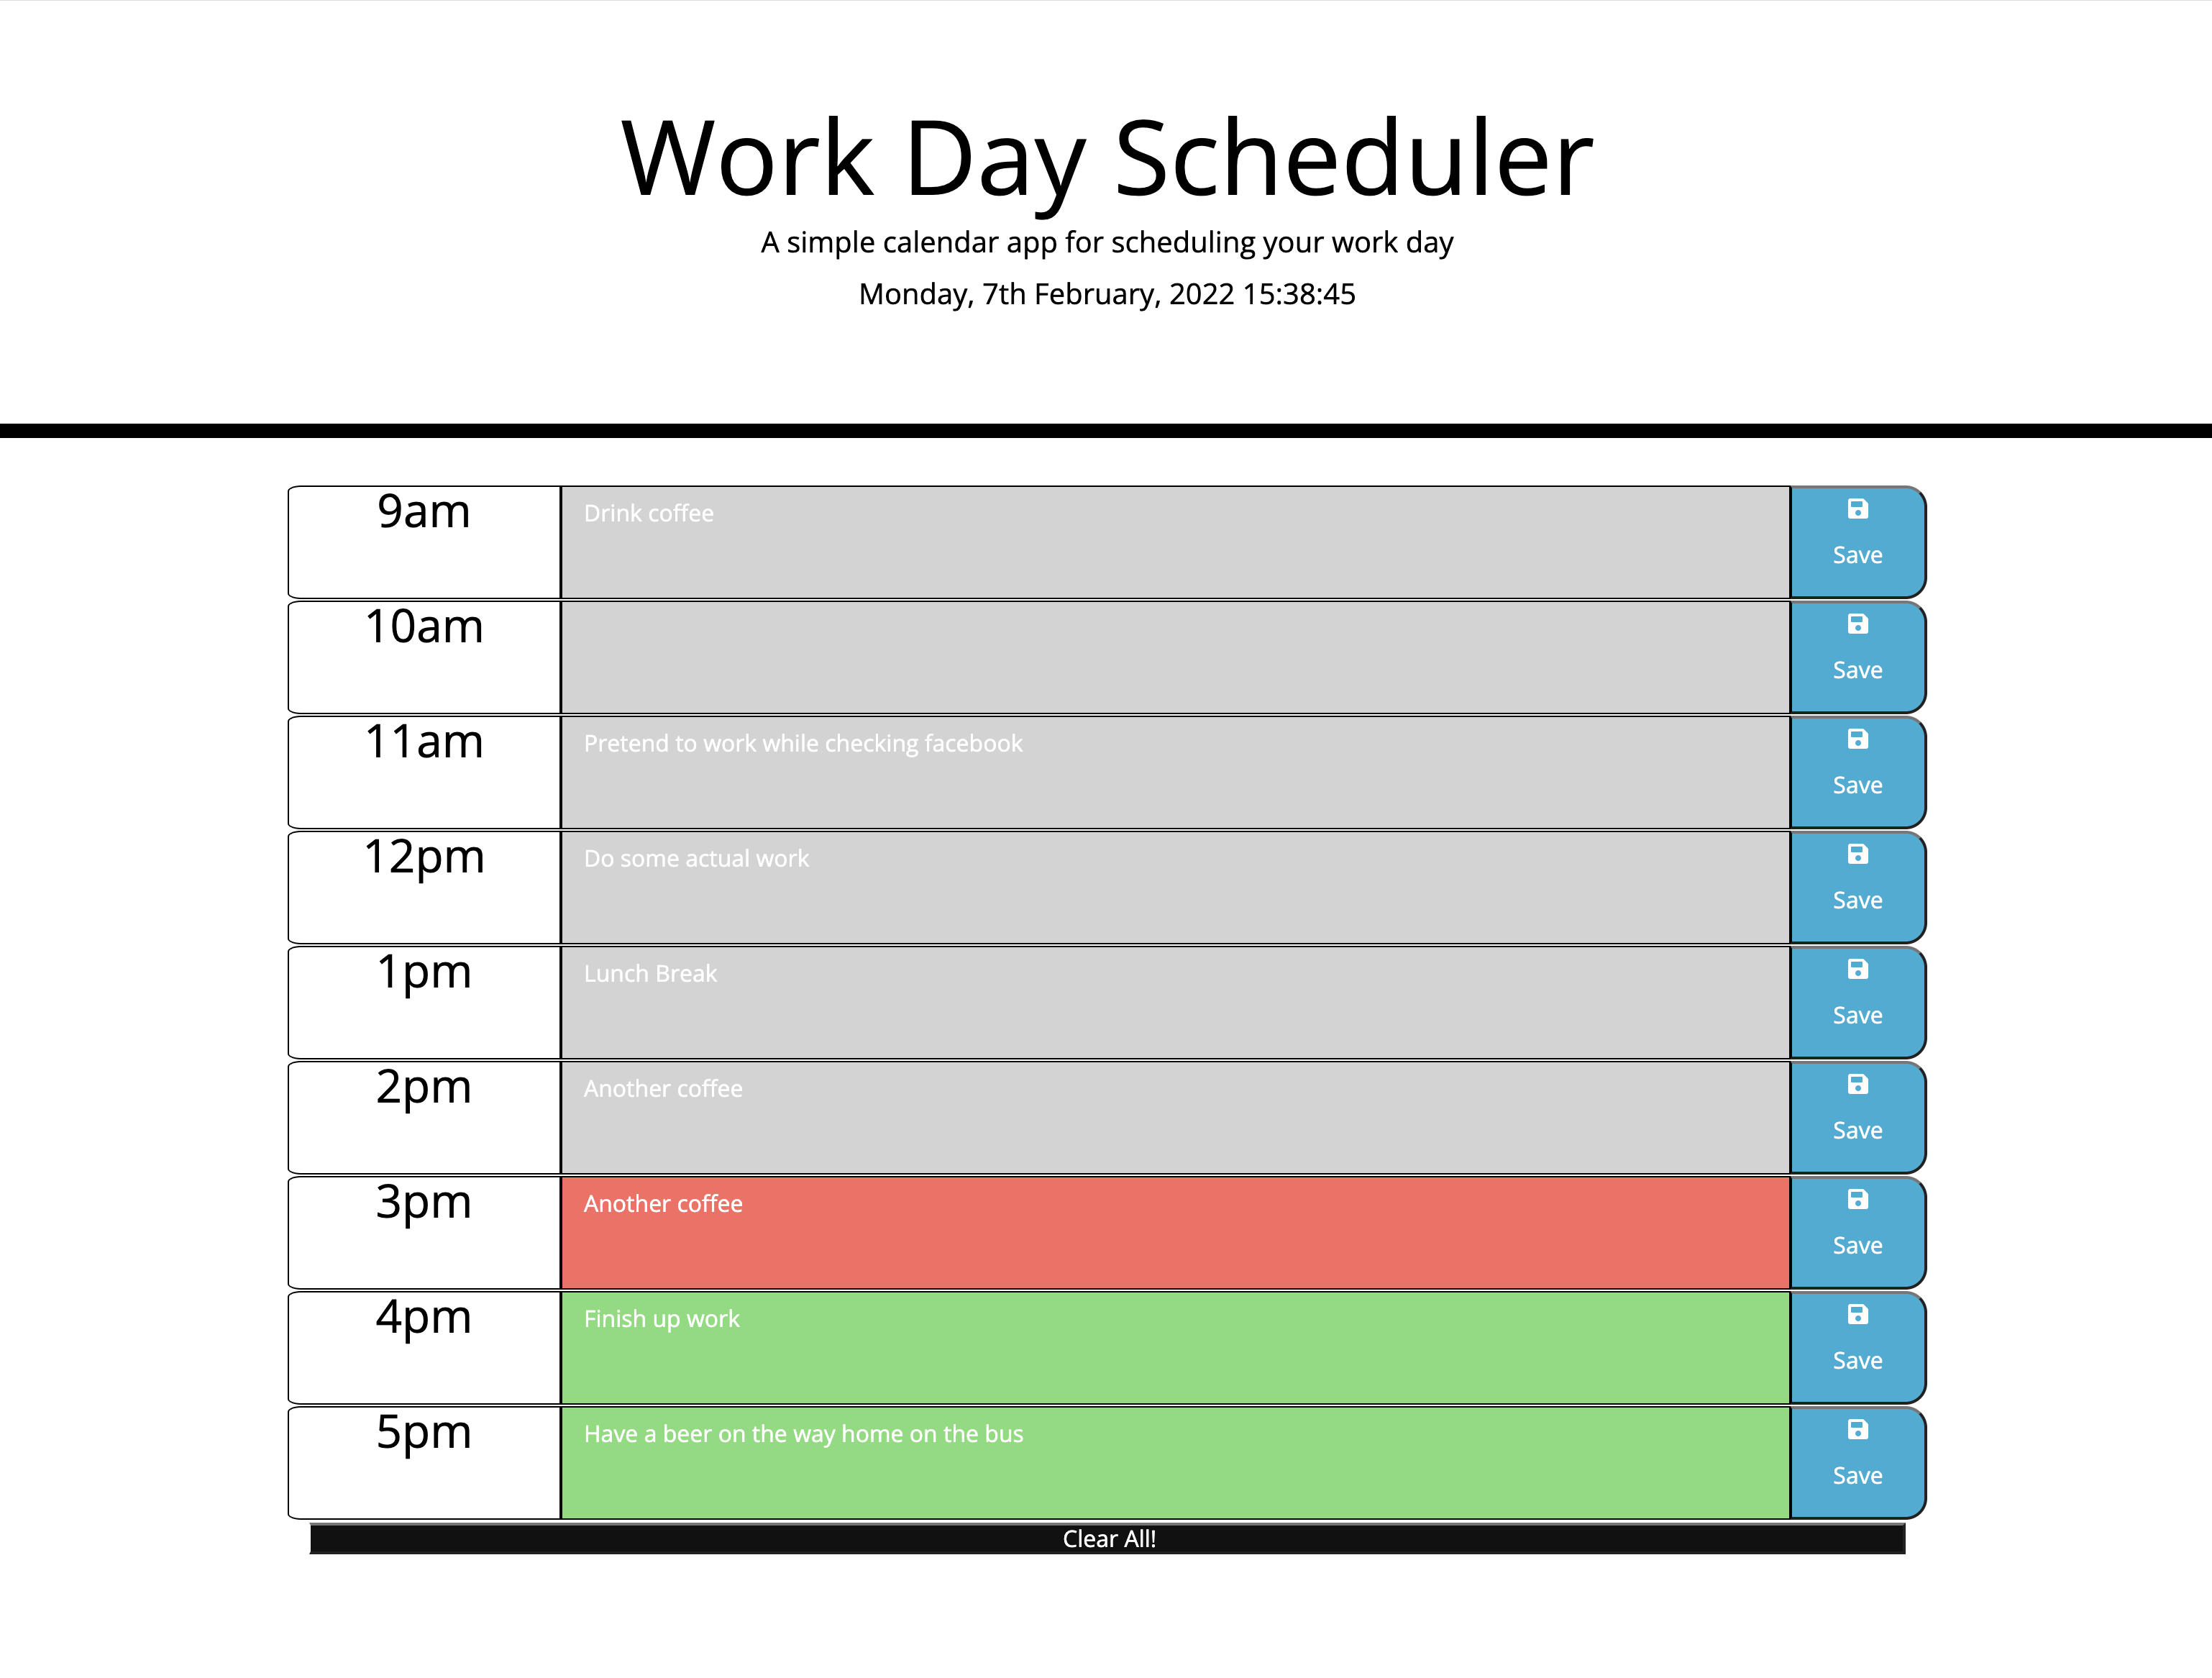 Work Day Scheduler
A simple calendar app for scheduling your work day
Monday, 7th February, 2022 15:38:45
9am Drink coffee Save
10am Save
11am Pretend to work while checking facebook Save
12pm Do some actual work Save
1pm Lunch Break Save
2pm Another coffee Save
3pm Another coffee Save
4pm Finish up work Save
5pm Have a beer on the way home on the bus Save
Clear All!